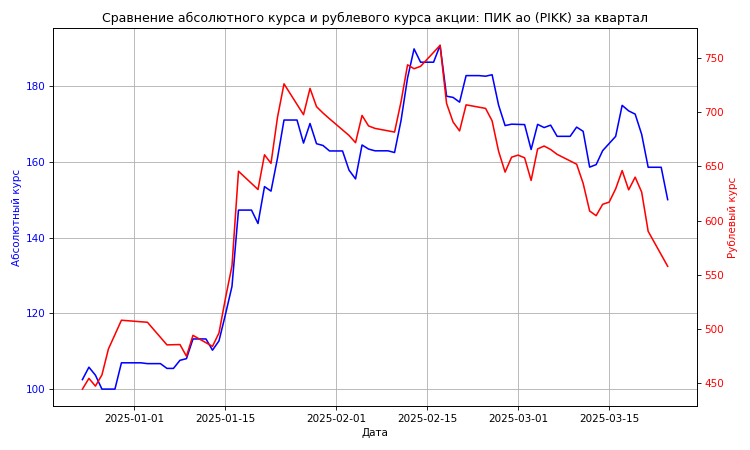 Сравнение абсолютного курса и рублевого курса акции: ПИК ао (PIKK) за квартал
Абсолютный курс
180
160
140
120
100
750
700
650
600
550
500
450
Рублевый курс
2025-01-01 2025-01-15 2025-02-01 2025-02-15 2025-03-01 2025-03-15
Дата